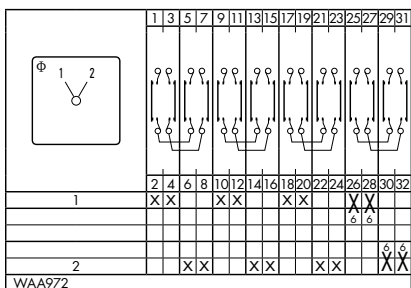 1 3 5 7 9 11 13 15 17 19 21 23 25 27 29 31
Φ 1 2
2 4 6 8 10 12 14 16 18 20 22 24 26 28 30 32
1 X X X X X X X X
6 6
6 6
2 X X X X X X X X
WAA972